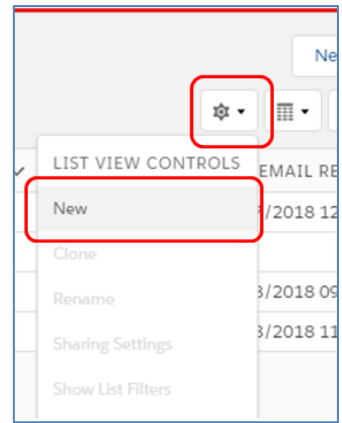 Ne
LIST VIEW CONTROLS
EMAIL RE
New
/2018 12
Clone
Rename
3/2018 09
Sharing Settings
3/2018 11
Show List Filters